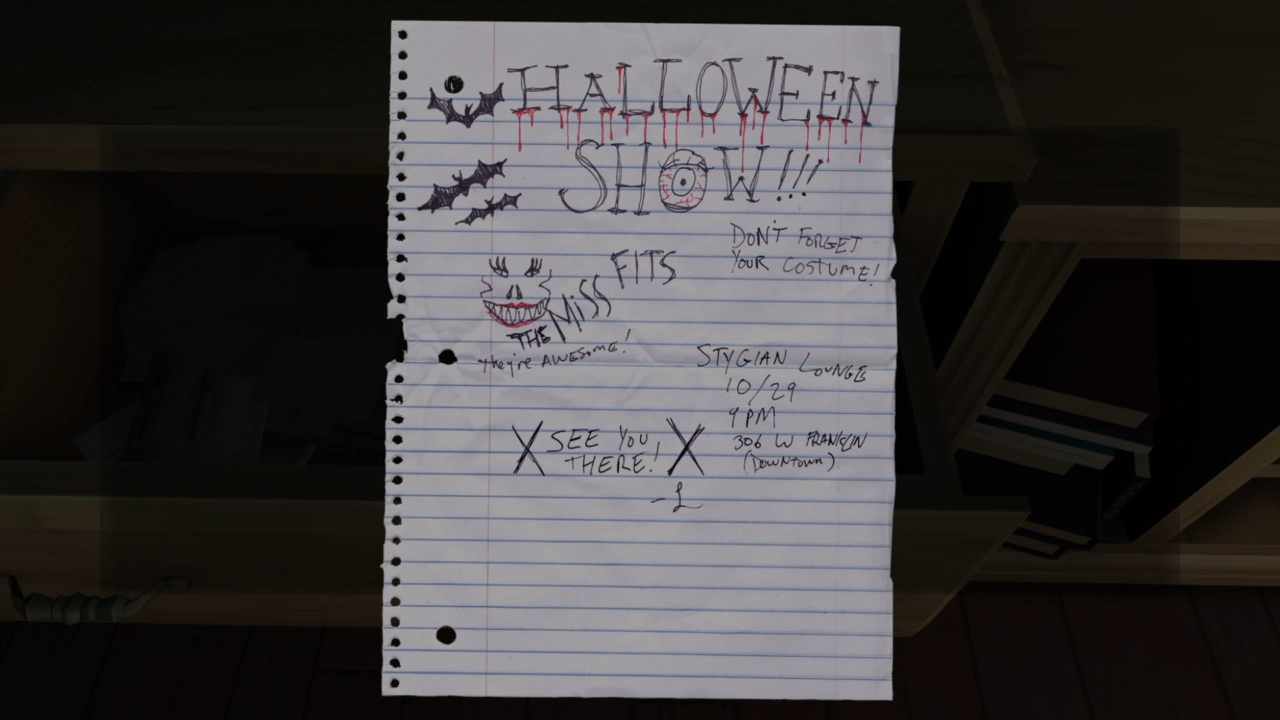 HALLOWEEN
SHOW!!!
DON'T FORGET
YOUR COSTUME!
THE MISS FITS
they're AWESOME!
STYGIAN LOUNGE
10/29
9PM
306 W FRANKLIN
(DOWNTOWN)
X SEE YOU X
THERE!
-L